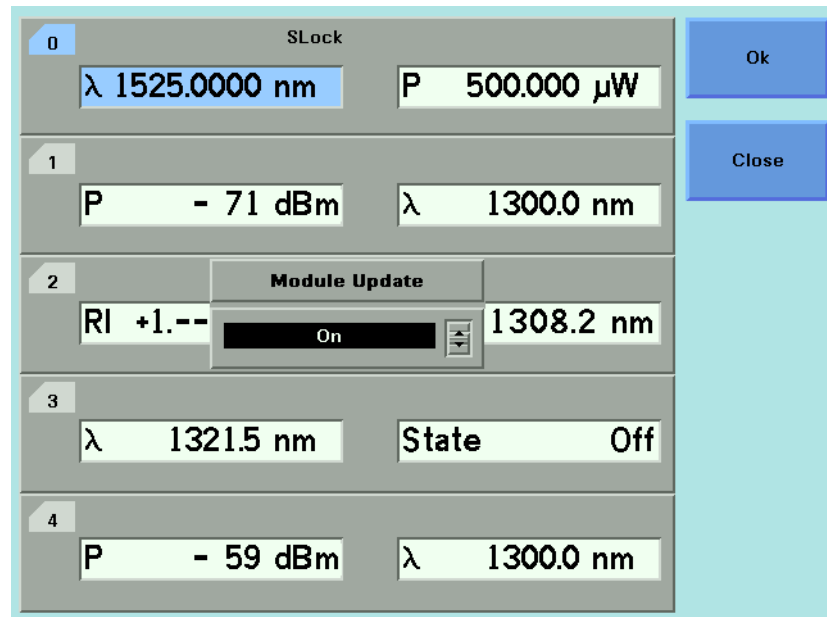 0 SLock
λ 1525.0000 nm P 500.000 µW
Ok
1
P - 71 dBm λ 1300.0 nm
Close
2 Module Update
RI +1.-- On 1308.2 nm
3
λ 1321.5 nm State Off
4
P - 59 dBm λ 1300.0 nm